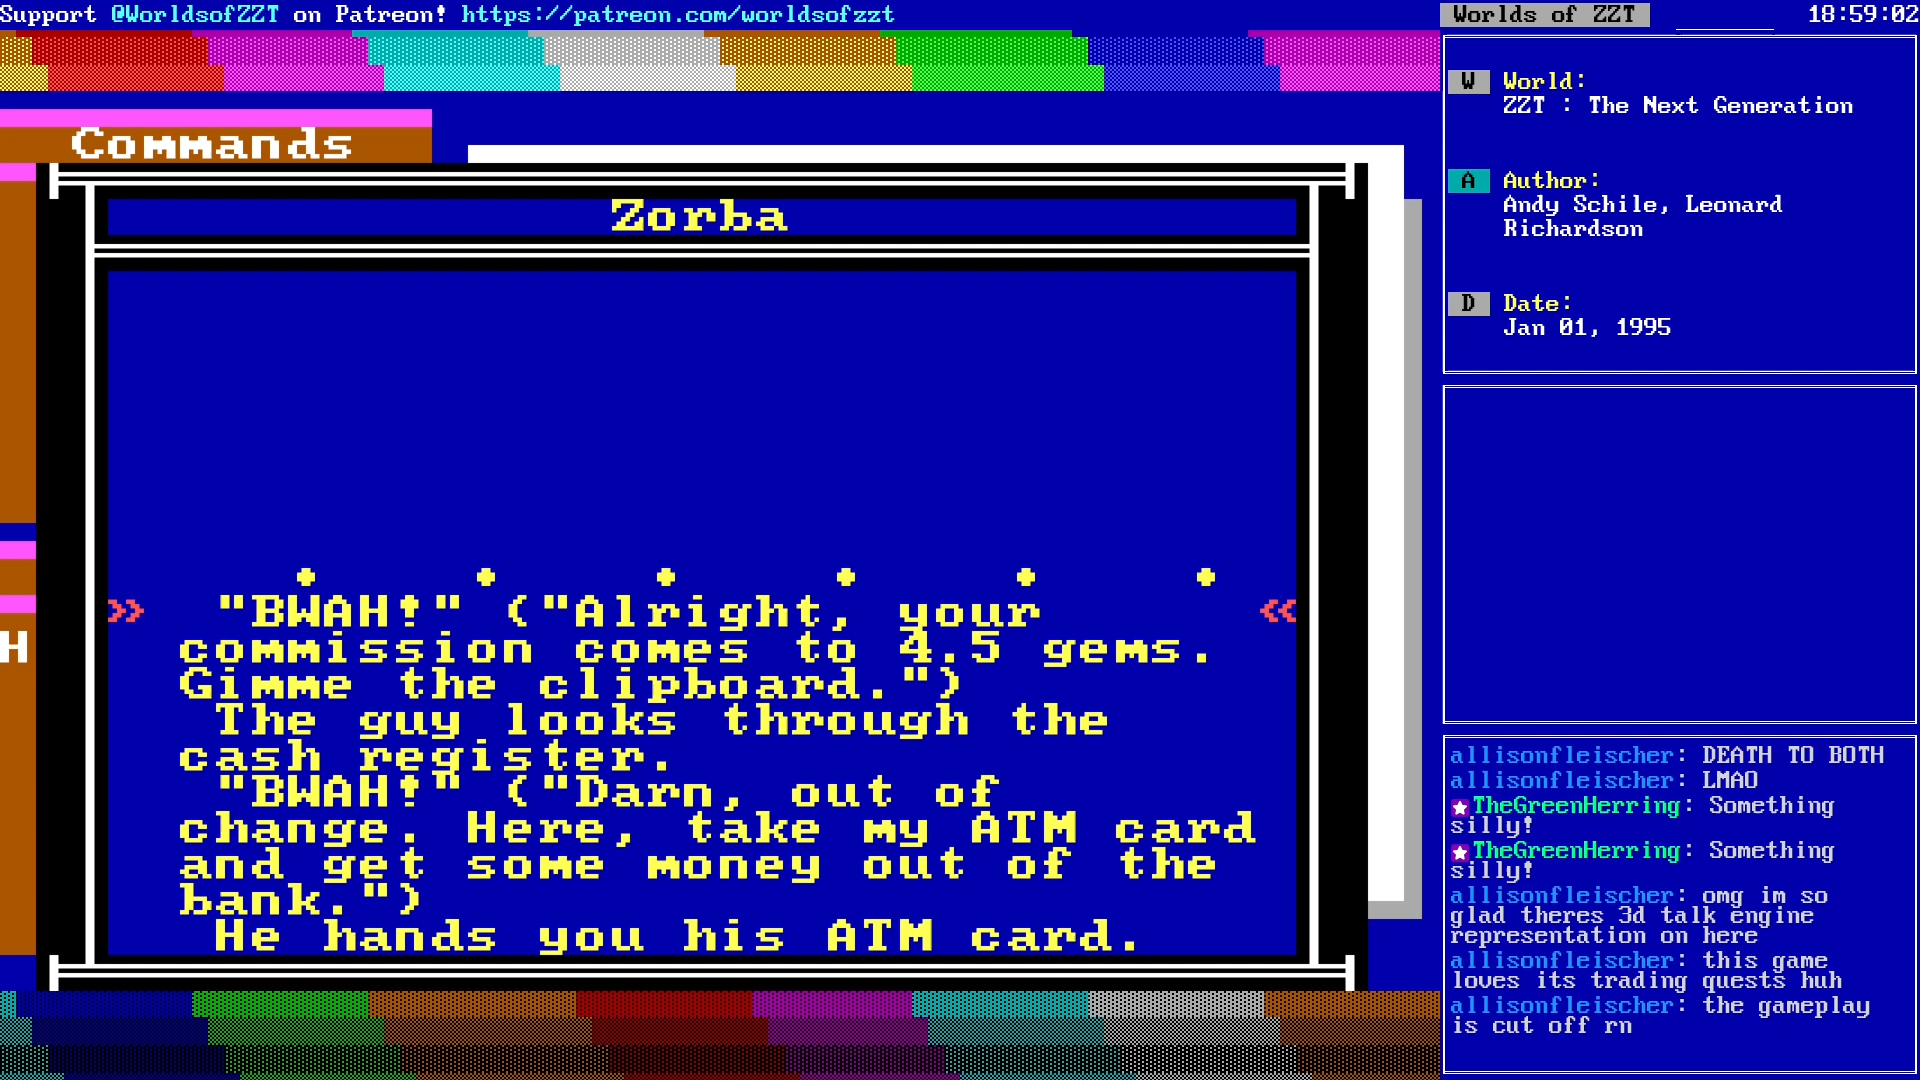 Support @WorldsofZZT on Patreon! https://patreon.com/worldsofzzt
Worlds of ZZT
18:59:02
Commands
H
Zorba
"BWAH!" ("Alright, your
commission comes to 4.5 gems.
Gimme the clipboard.")
The guy looks through the
cash register.
"BWAH!" ("Darn, out of
change. Here, take my ATM card
and get some money out of the
bank.")
He hands you his ATM card.
W World:
ZZT : The Next Generation
A Author:
Andy Schile, Leonard
Richardson
D Date:
Jan 01, 1995
allisonfleischer: DEATH TO BOTH
allisonfleischer: LMAO
TheGreenHerring: Something
silly!
TheGreenHerring: Something
silly!
allisonfleischer: omg im so
glad theres 3d talk engine
representation on here
allisonfleischer: this game
loves its trading quests huh
allisonfleischer: the gameplay
is cut off rn